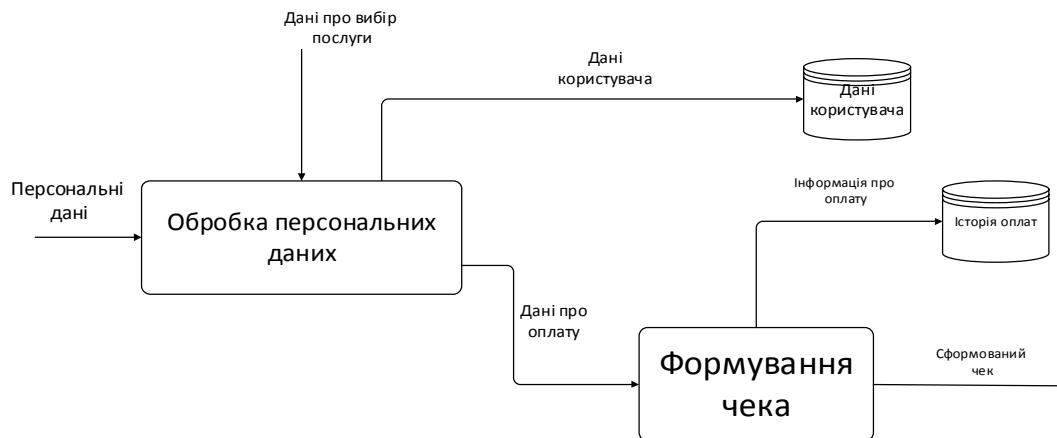 Дані про вибір
послуги
Дані
користувача
Дані
користувача
Персональні
дані
Обробка персональних
даних
Інформація про
оплату
Історія оплат
Дані про
оплату
Формування
чека
Сформований
чек